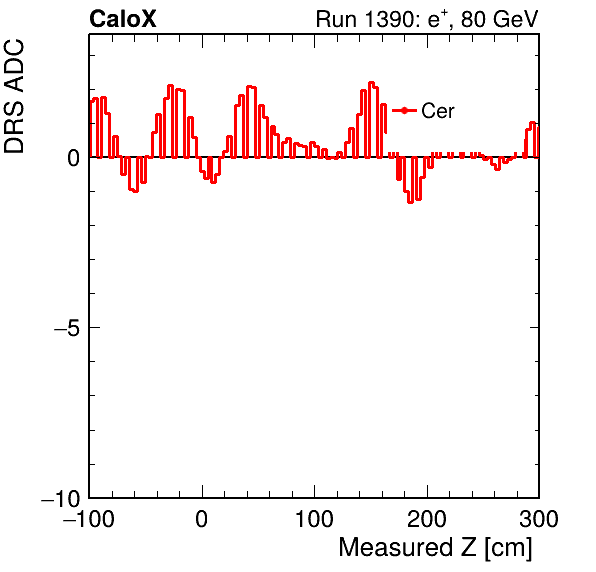 CaloX Run 1390: e⁺, 80 GeV
DRS ADC
Cer
0
−5
−10
−100 0 100 200 300
Measured Z [cm]